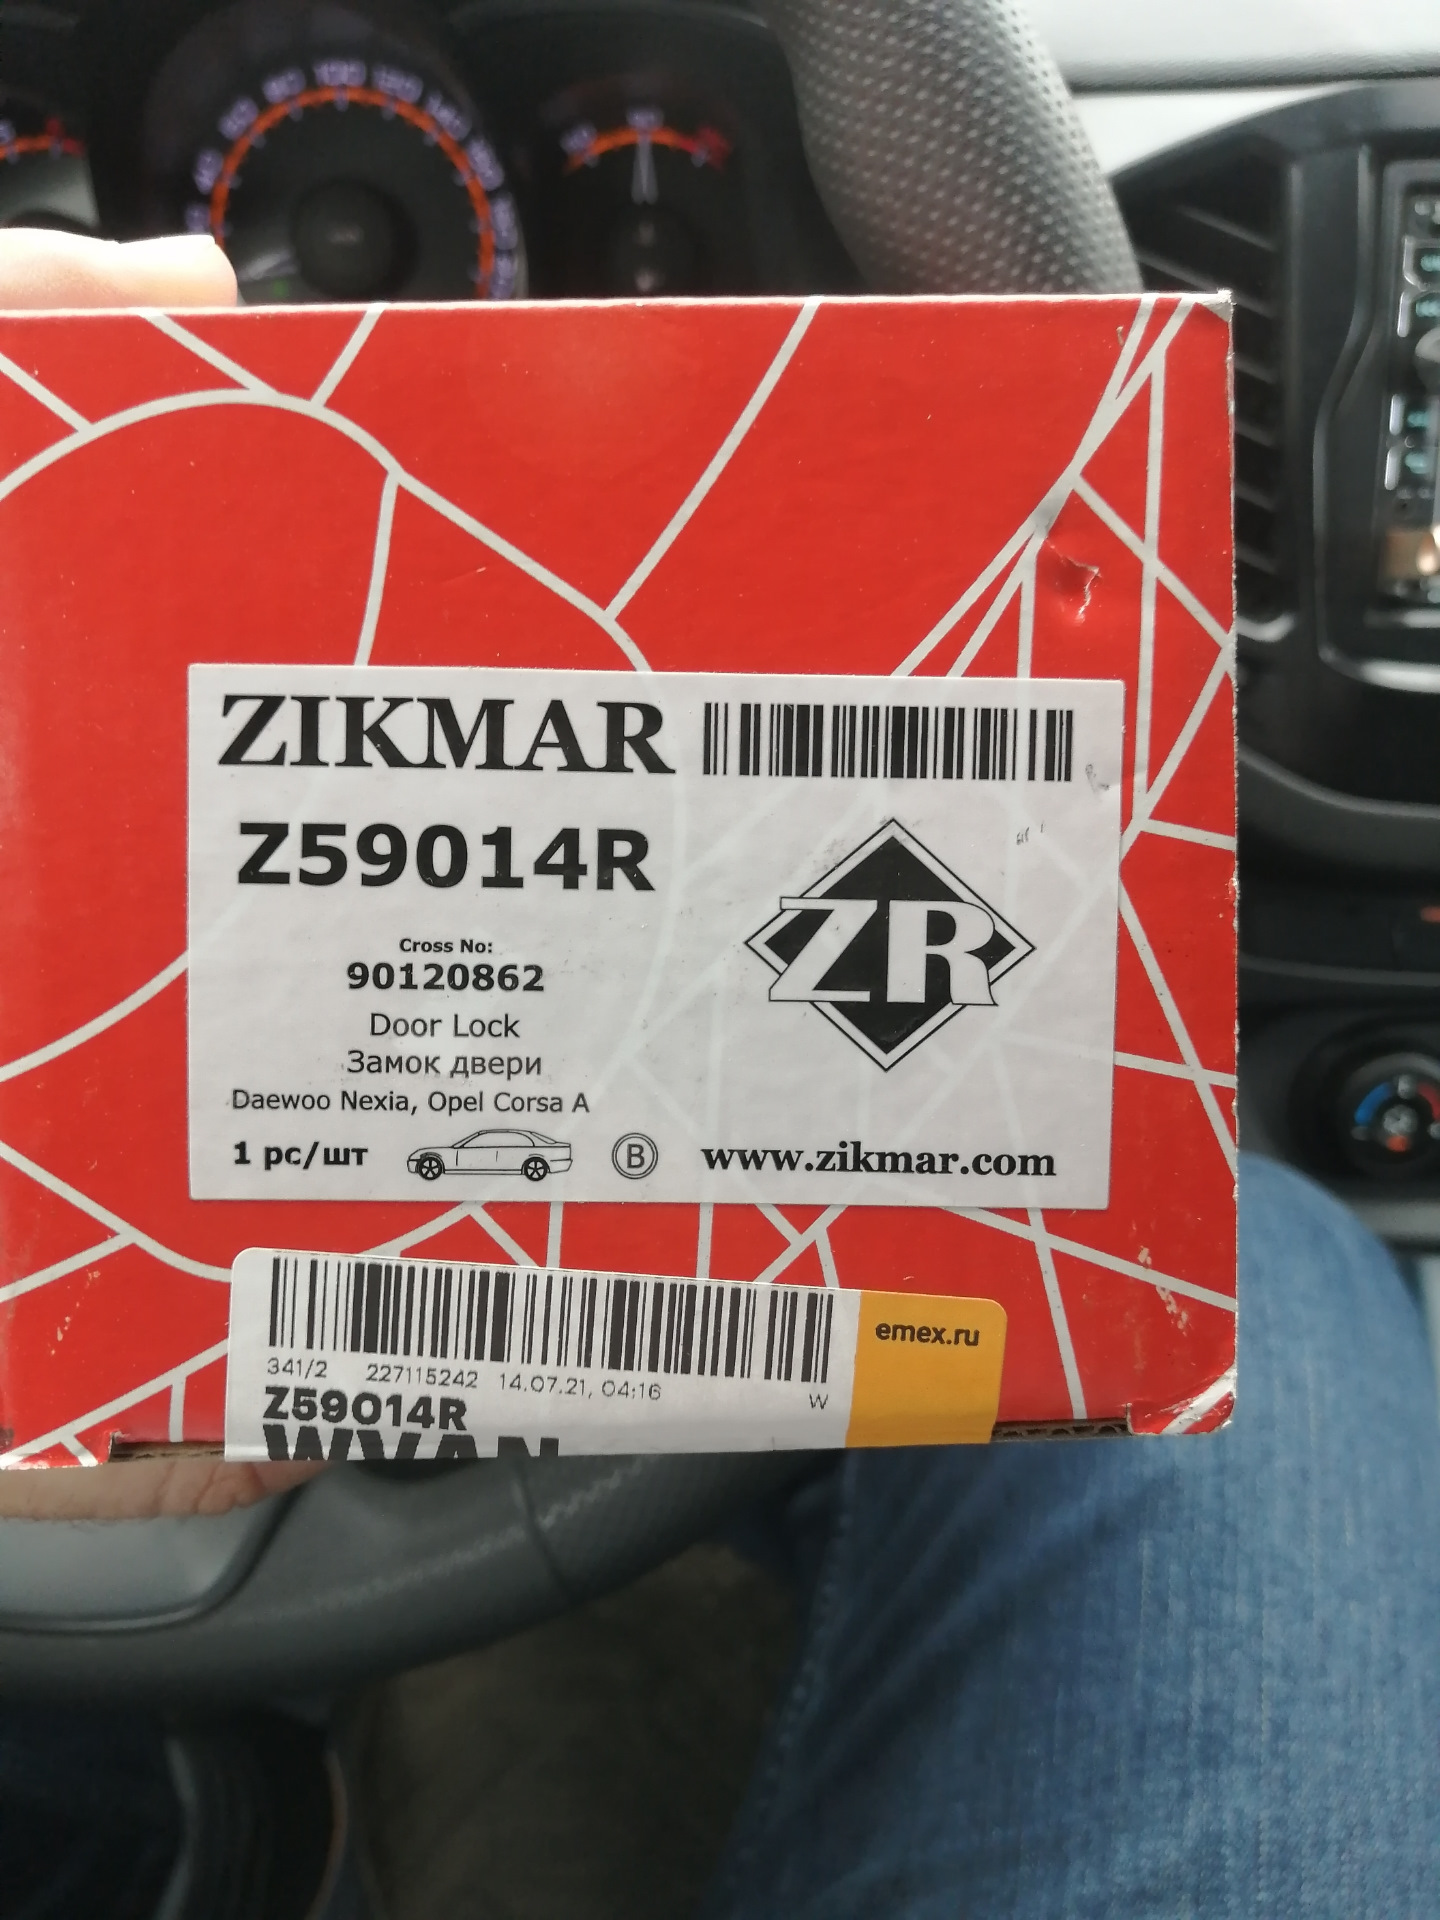 ZIKMAR
Z59014R
Cross No:
90120862
Door Lock
Замок двери
Daewoo Nexia, Opel Corsa A
1 pc/шт
B
www.zikmar.com
ZR
341/2 227115242 14.07.21, 04:16
W
Z59014R
emex.ru